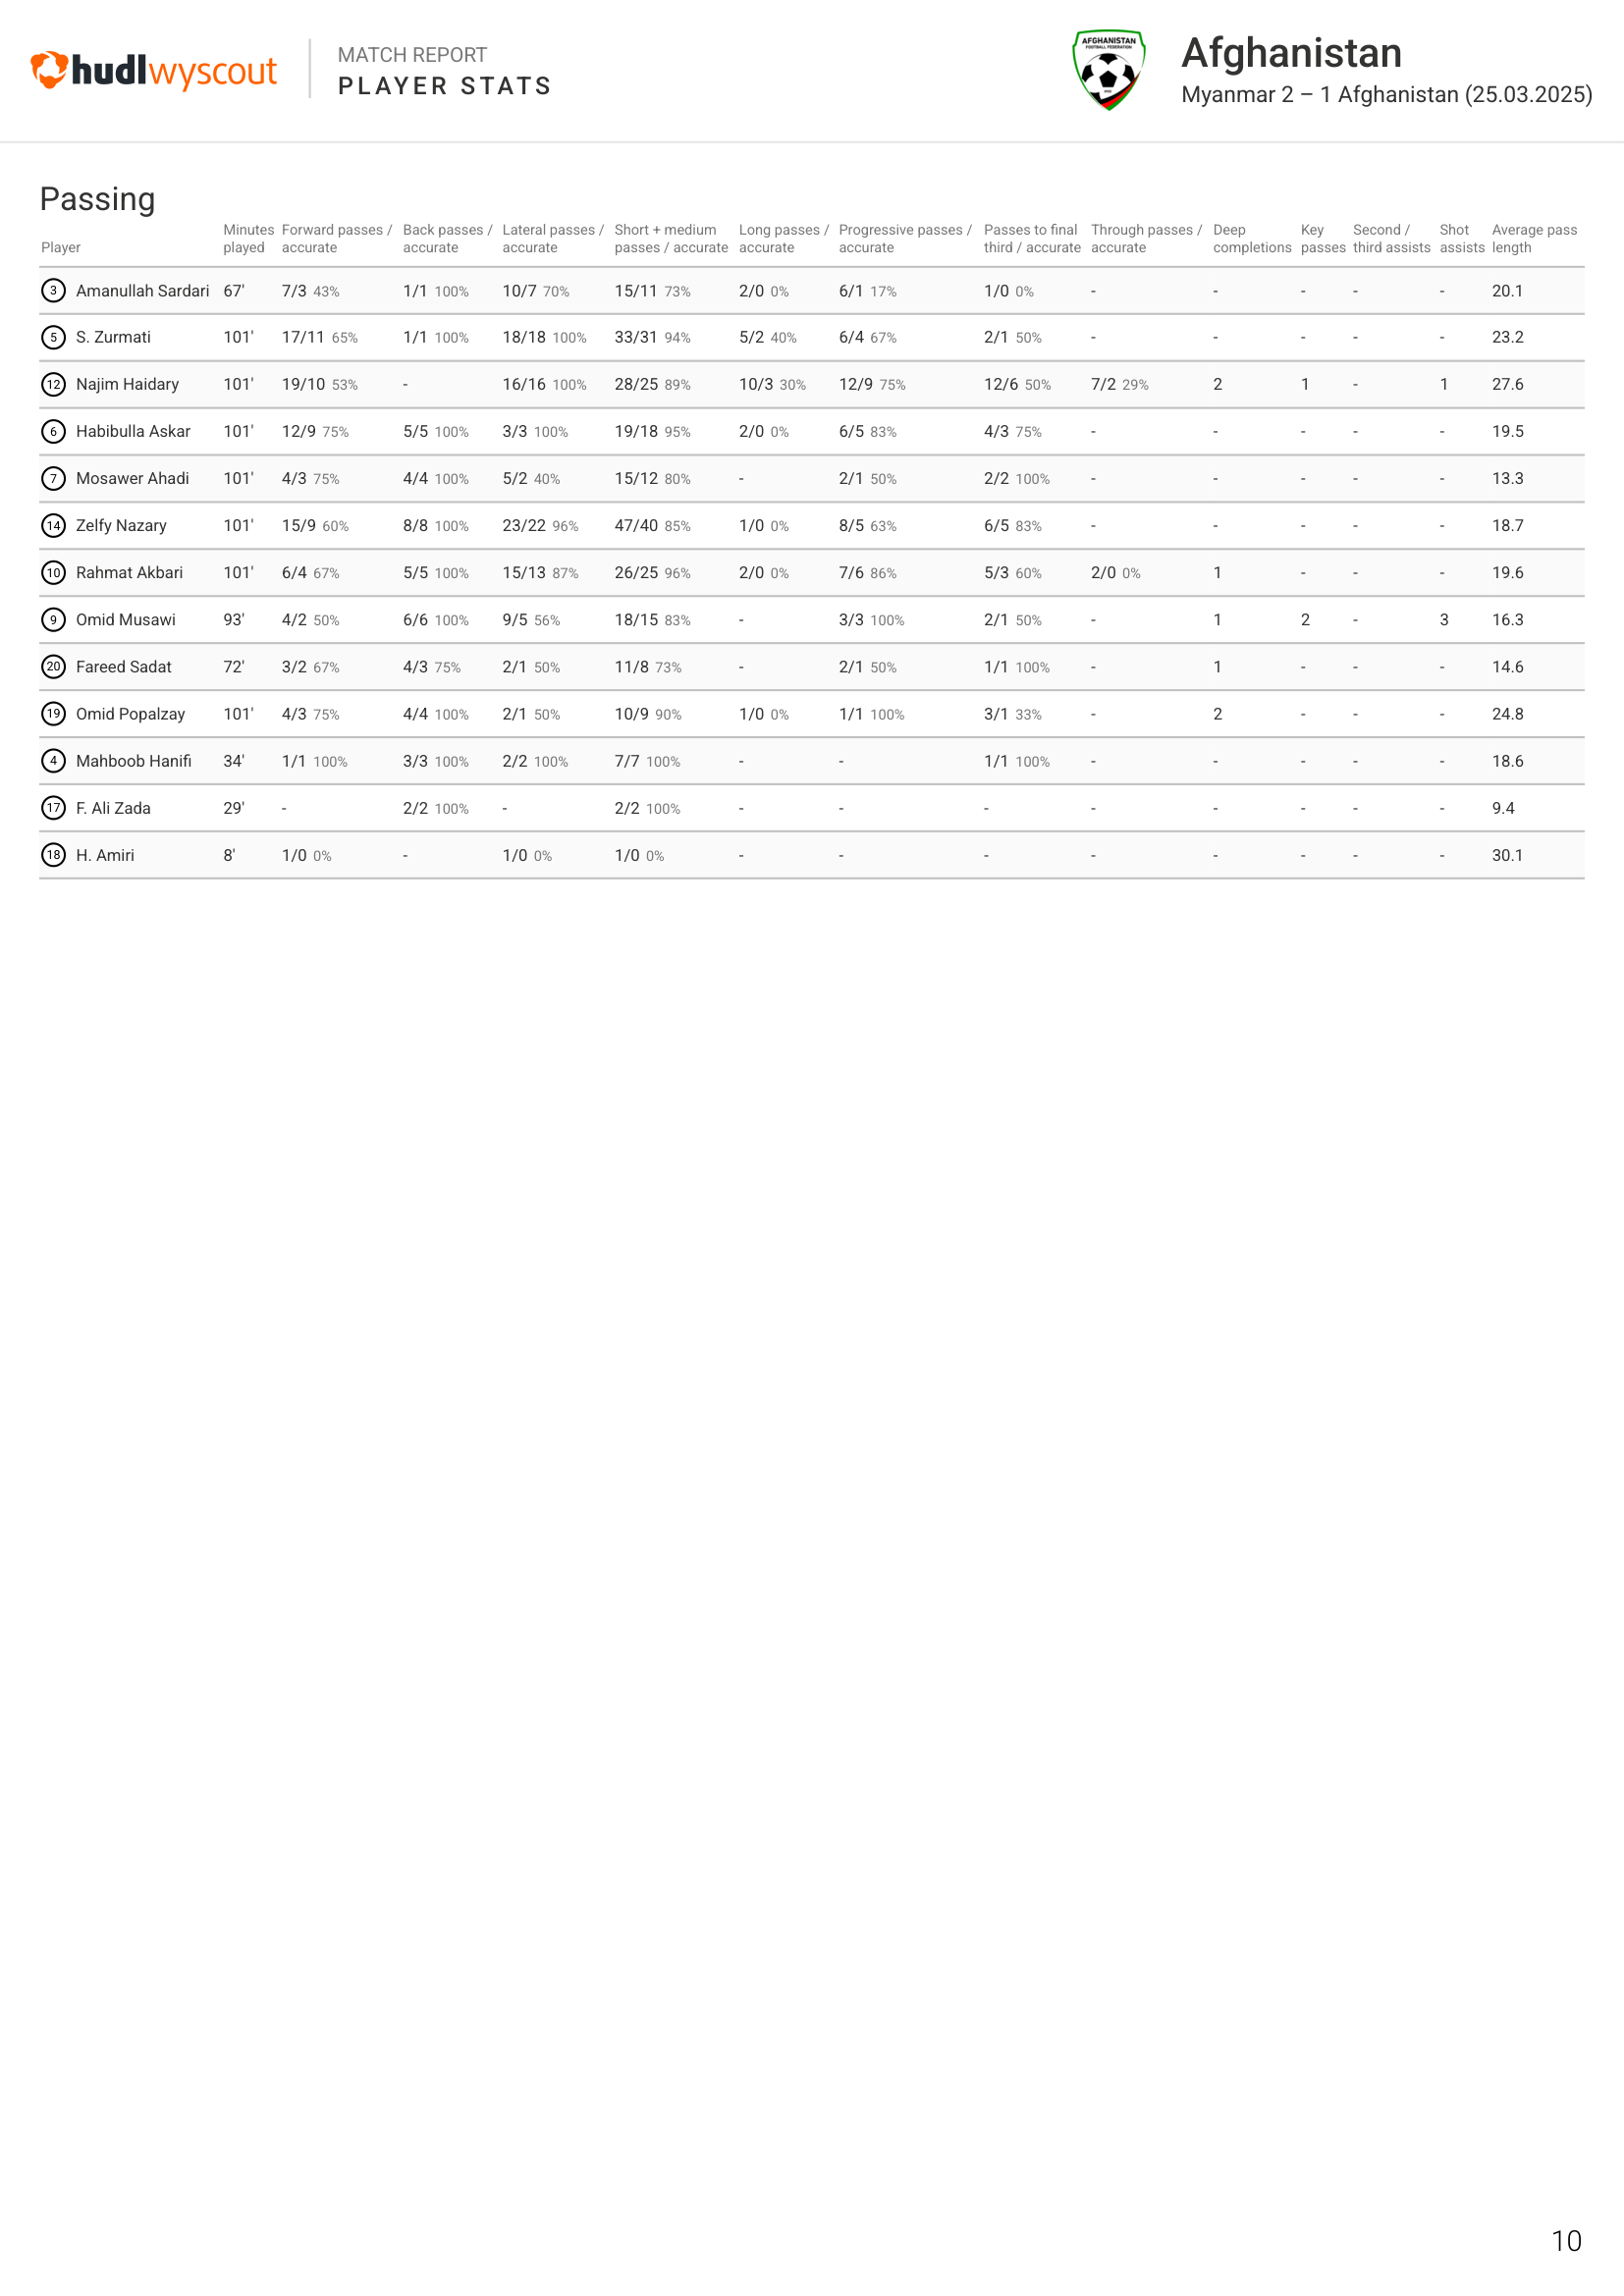 hudl wyscout
MATCH REPORT
PLAYER STATS
AFGHANISTAN
FOOTBALL FEDERATION
Afghanistan
Myanmar 2 – 1 Afghanistan (25.03.2025)
Passing
Player Minutes played Forward passes / accurate Back passes / accurate Lateral passes / accurate Short + medium passes / accurate Long passes / accurate Progressive passes / accurate Passes to final third / accurate Through passes / accurate Deep completions Key passes Second / third assists Shot assists Average pass length
3 Amanullah Sardari 67' 7/3 43% 1/1 100% 10/7 70% 15/11 73% 2/0 0% 6/1 17% 1/0 0% - - - - - 20.1
5 S. Zurmati 101' 17/11 65% 1/1 100% 18/18 100% 33/31 94% 5/2 40% 6/4 67% 2/1 50% - - - - - 23.2
12 Najim Haidary 101' 19/10 53% - 16/16 100% 28/25 89% 10/3 30% 12/9 75% 12/6 50% 7/2 29% 2 1 - 1 27.6
6 Habibulla Askar 101' 12/9 75% 5/5 100% 3/3 100% 19/18 95% 2/0 0% 6/5 83% 4/3 75% - - - - - 19.5
7 Mosawer Ahadi 101' 4/3 75% 4/4 100% 5/2 40% 15/12 80% - 2/1 50% 2/2 100% - - - - - 13.3
14 Zelfy Nazary 101' 15/9 60% 8/8 100% 23/22 96% 47/40 85% 1/0 0% 8/5 63% 6/5 83% - - - - - 18.7
10 Rahmat Akbari 101' 6/4 67% 5/5 100% 15/13 87% 26/25 96% 2/0 0% 7/6 86% 5/3 60% 2/0 0% 1 - - - 19.6
9 Omid Musawi 93' 4/2 50% 6/6 100% 9/5 56% 18/15 83% - 3/3 100% 2/1 50% - 1 2 - 3 16.3
20 Fareed Sadat 72' 3/2 67% 4/3 75% 2/1 50% 11/8 73% - 2/1 50% 1/1 100% - 1 - - - 14.6
19 Omid Popalzay 101' 4/3 75% 4/4 100% 2/1 50% 10/9 90% 1/0 0% 1/1 100% 3/1 33% - 2 - - - 24.8
4 Mahboob Hanifi 34' 1/1 100% 3/3 100% 2/2 100% 7/7 100% - - 1/1 100% - - - - - 18.6
17 F. Ali Zada 29' - 2/2 100% - 2/2 100% - - - - - - - - 9.4
18 H. Amiri 8' 1/0 0% - 1/0 0% 1/0 0% - - - - - - - - 30.1
10